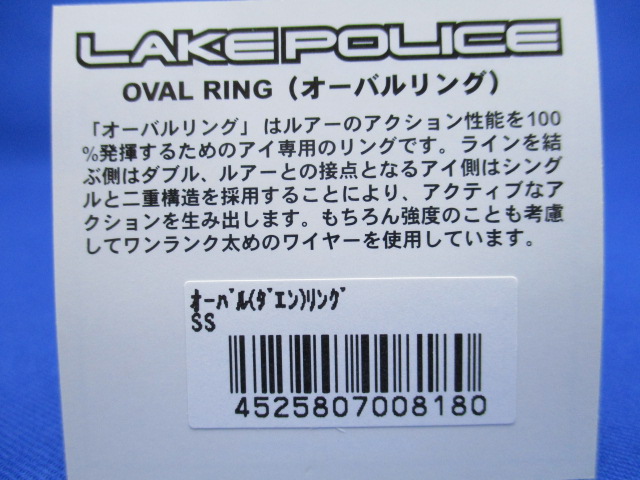 LAKE POLICE
OVAL RING（オーバルリング）
「オーバルリング」はルアーのアクション性能を100
%発揮するためのアイ専用のリングです。ラインを結
ぶ側はダブル、ルアーとの接点となるアイ側はシング
ルと二重構造を採用することにより、アクティブなア
クションを生み出します。もちろん強度のことも考慮
してワンランク太めのワイヤーを使用しています。
ｵｰﾊﾞﾙ(ﾀﾞｴﾝ)ﾘﾝｸﾞ
SS
4525807008180